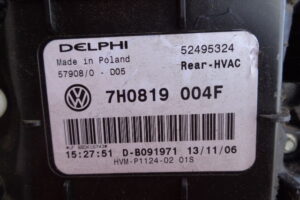 DELPHI 52495324
Made in Poland Rear-HVAC
57908/0 - D05
7H0819 004F
15:27:51 D-8091971 13/11/06
HVM-P1124-02 01S